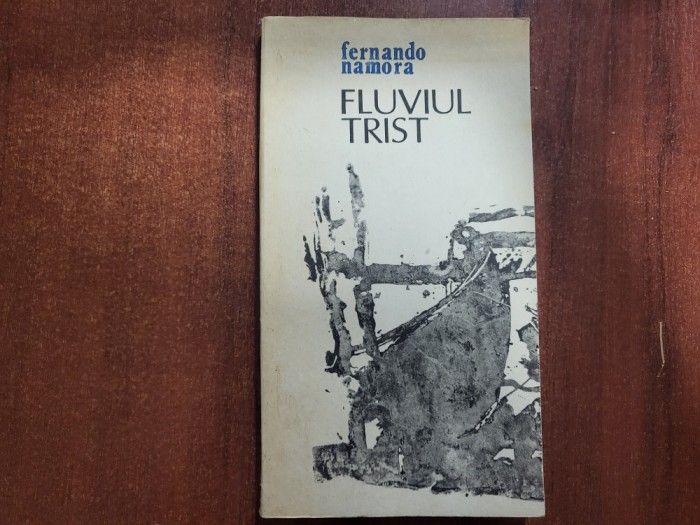 fernando
namora
FLUVIUL
TRIST